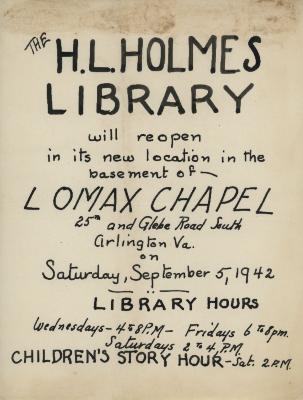 THE H.L. HOLMES
LIBRARY
will reopen
in its new location in the
basement of —
LOMAX CHAPEL
25th and Glebe Road South
Arlington Va.
on
Saturday, September 5, 1942
LIBRARY HOURS
Wednesdays - 4 to 8 P.M - Fridays 6 to 8 pm.
Saturdays 2 to 4, P.M.
CHILDREN'S STORY HOUR - Sat. 2 P.M.